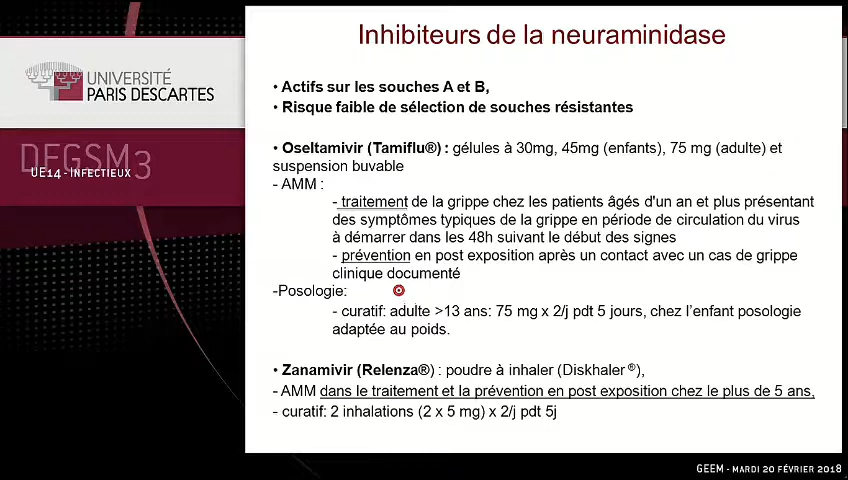 Inhibiteurs de la neuraminidase
UNIVERSITÉ
PARIS DESCARTES
DFGSM3
UE14 - Infectieux
• Actifs sur les souches A et B,
• Risque faible de sélection de souches résistantes
• Oseltamivir (Tamiflu®) : gélules à 30mg, 45mg (enfants), 75 mg (adulte) et
suspension buvable
- AMM :
- traitement de la grippe chez les patients âgés d'un an et plus présentant
des symptômes typiques de la grippe en période de circulation du virus
à démarrer dans les 48h suivant le début des signes
- prévention en post exposition après un contact avec un cas de grippe
clinique documenté
-Posologie:
- curatif: adulte >13 ans: 75 mg x 2/j pdt 5 jours, chez l'enfant posologie
adaptée au poids.
• Zanamivir (Relenza®) : poudre à inhaler (Diskhaler ®),
- AMM dans le traitement et la prévention en post exposition chez le plus de 5 ans,
- curatif: 2 inhalations (2 x 5 mg) x 2/j pdt 5j
GEEM - MARDI 20 FÉVRIER 2018